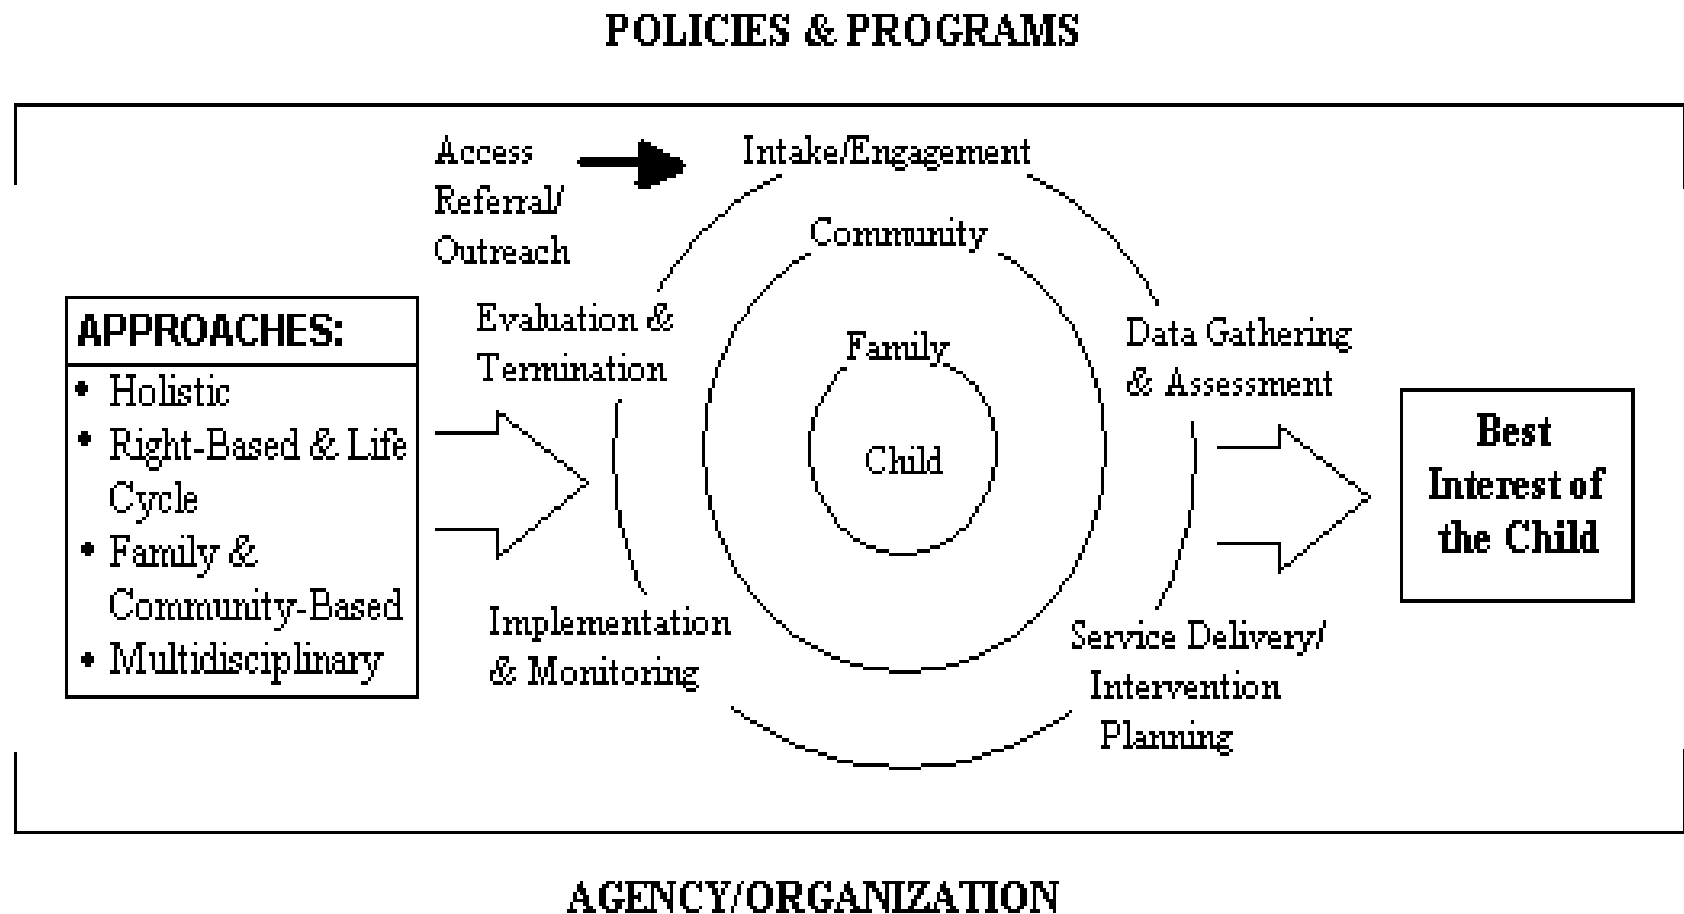 POLICIES & PROGRAMS
Access
Referral/
Outreach
Intake/Engagement
Community
Family
Child
Evaluation &
Termination
Data Gathering
& Assessment
APPROACHES:
• Holistic
• Right-Based & Life
Cycle
• Family &
Community-Based
• Multidisciplinary
Implementation
& Monitoring
Service Delivery/
Intervention
Planning
Best
Interest of
the Child
AGENCY/ORGANIZATION